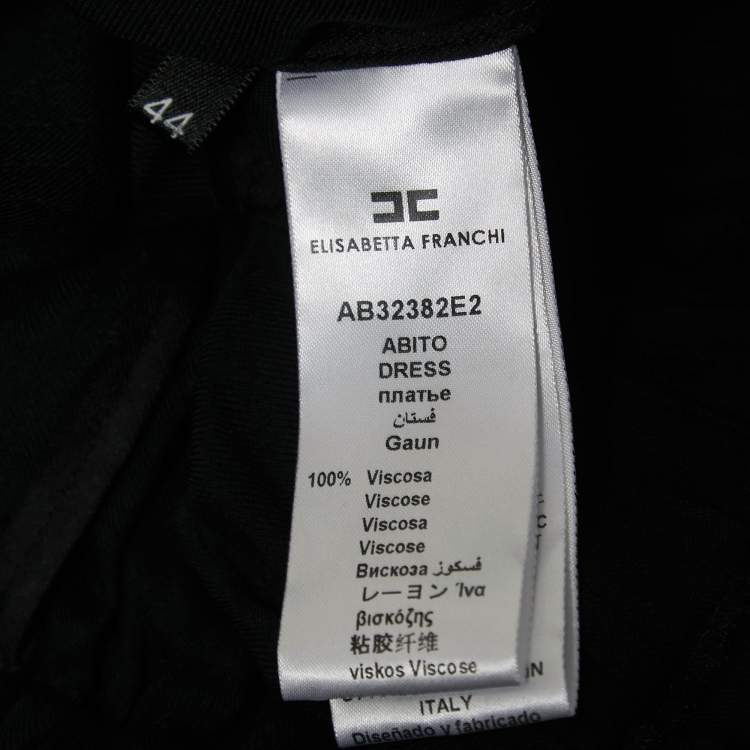 44
ELISABETTA FRANCHI
AB32382E2
ABITO
DRESS
платье
فستان
Gaun
100% Viscosa
Viscose
Viscosa
Viscose
Вискоза فسكوز
レーヨン Ίνα
βισκόζης
粘胶纤维
viskos Viscose
ITALY
Diseñado y fabricado